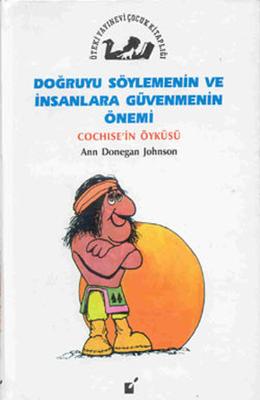 ÖTEKİ YAYINEVİ ÇOCUK KİTAPLIĞI
DOĞRUYU SÖYLEMENİN VE
İNSANLARA GÜVENMENİN
ÖNEMİ
COCHISE'İN ÖYKÜSÜ
Ann Donegan Johnson